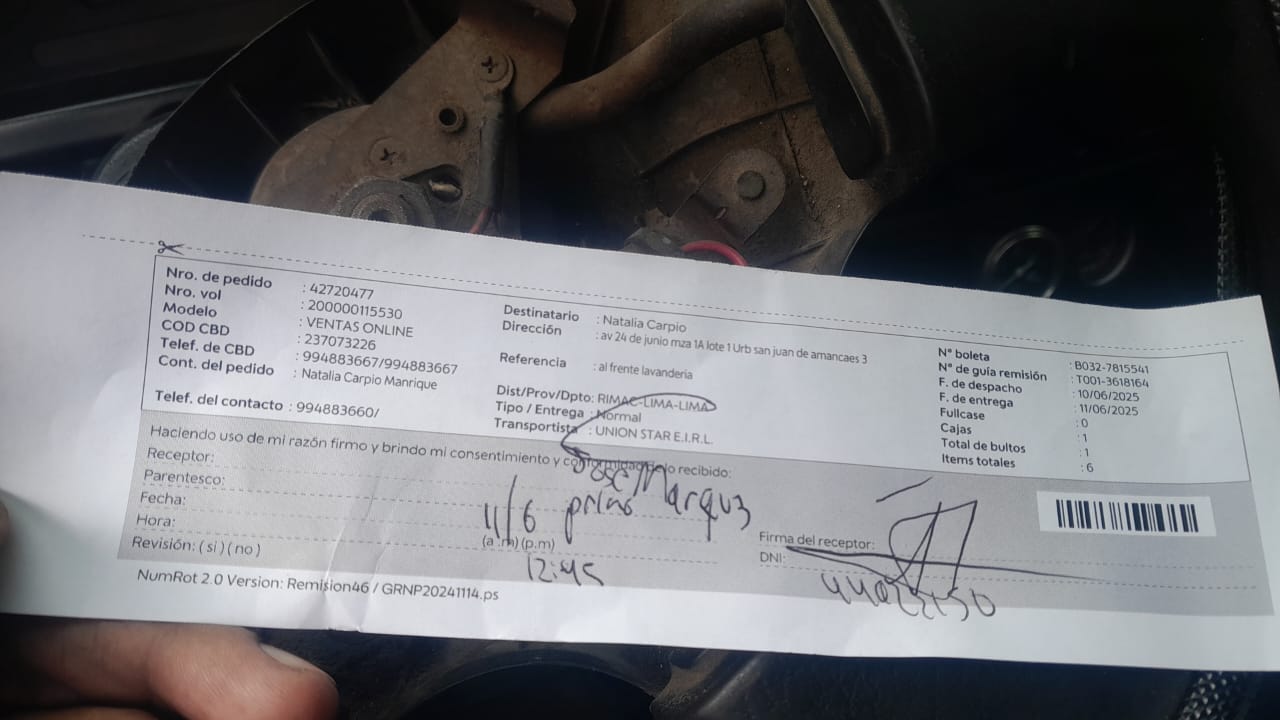 Nro. de pedido : 42720477
Nro. vol : 200000115530
Modelo : VENTAS ONLINE
COD CBD : 237073226
Telef. de CBD : 994883667/994883667
Cont. del pedido : Natalia Carpio Manrique
Telef. del contacto : 994883660/
Destinatario : Natalia Carpio
Dirección : av 24 de junio mza 1A lote 1 Urb san juan de amancaes 3
Referencia : al frente lavanderia
Dist/Prov/Dpto: RIMAC-LIMA-LIMA
Tipo / Entrega : Normal
Transportista : UNION STAR E.I.R.L.
N° boleta : B032-7815541
N° de guía remisión : T001-3618164
F. de despacho : 10/06/2025
F. de entrega : 11/06/2025
Fullcase : 0
Cajas : 1
Total de bultos : 1
Items totales : 6
Haciendo uso de mi razón firmo y brindo mi consentimiento y conformidad de lo recibido:
Receptor: Jose Marquz
Parentesco: primo
Fecha: 11/6
Hora: (a.m) (p.m) 12:45
Revisión: ( si ) ( no )
Firma del receptor:
DNI:
NumRot 2.0 Version: Remision46 / GRNP20241114.ps